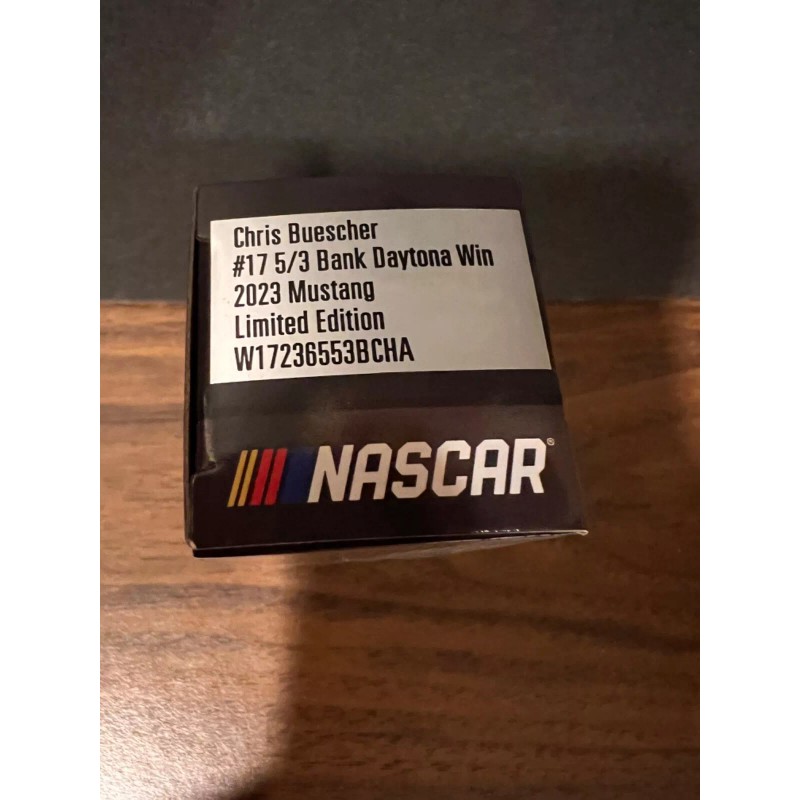 Chris Buescher
#17 5/3 Bank Daytona Win
2023 Mustang
Limited Edition
W17236553BCHA
NASCAR®